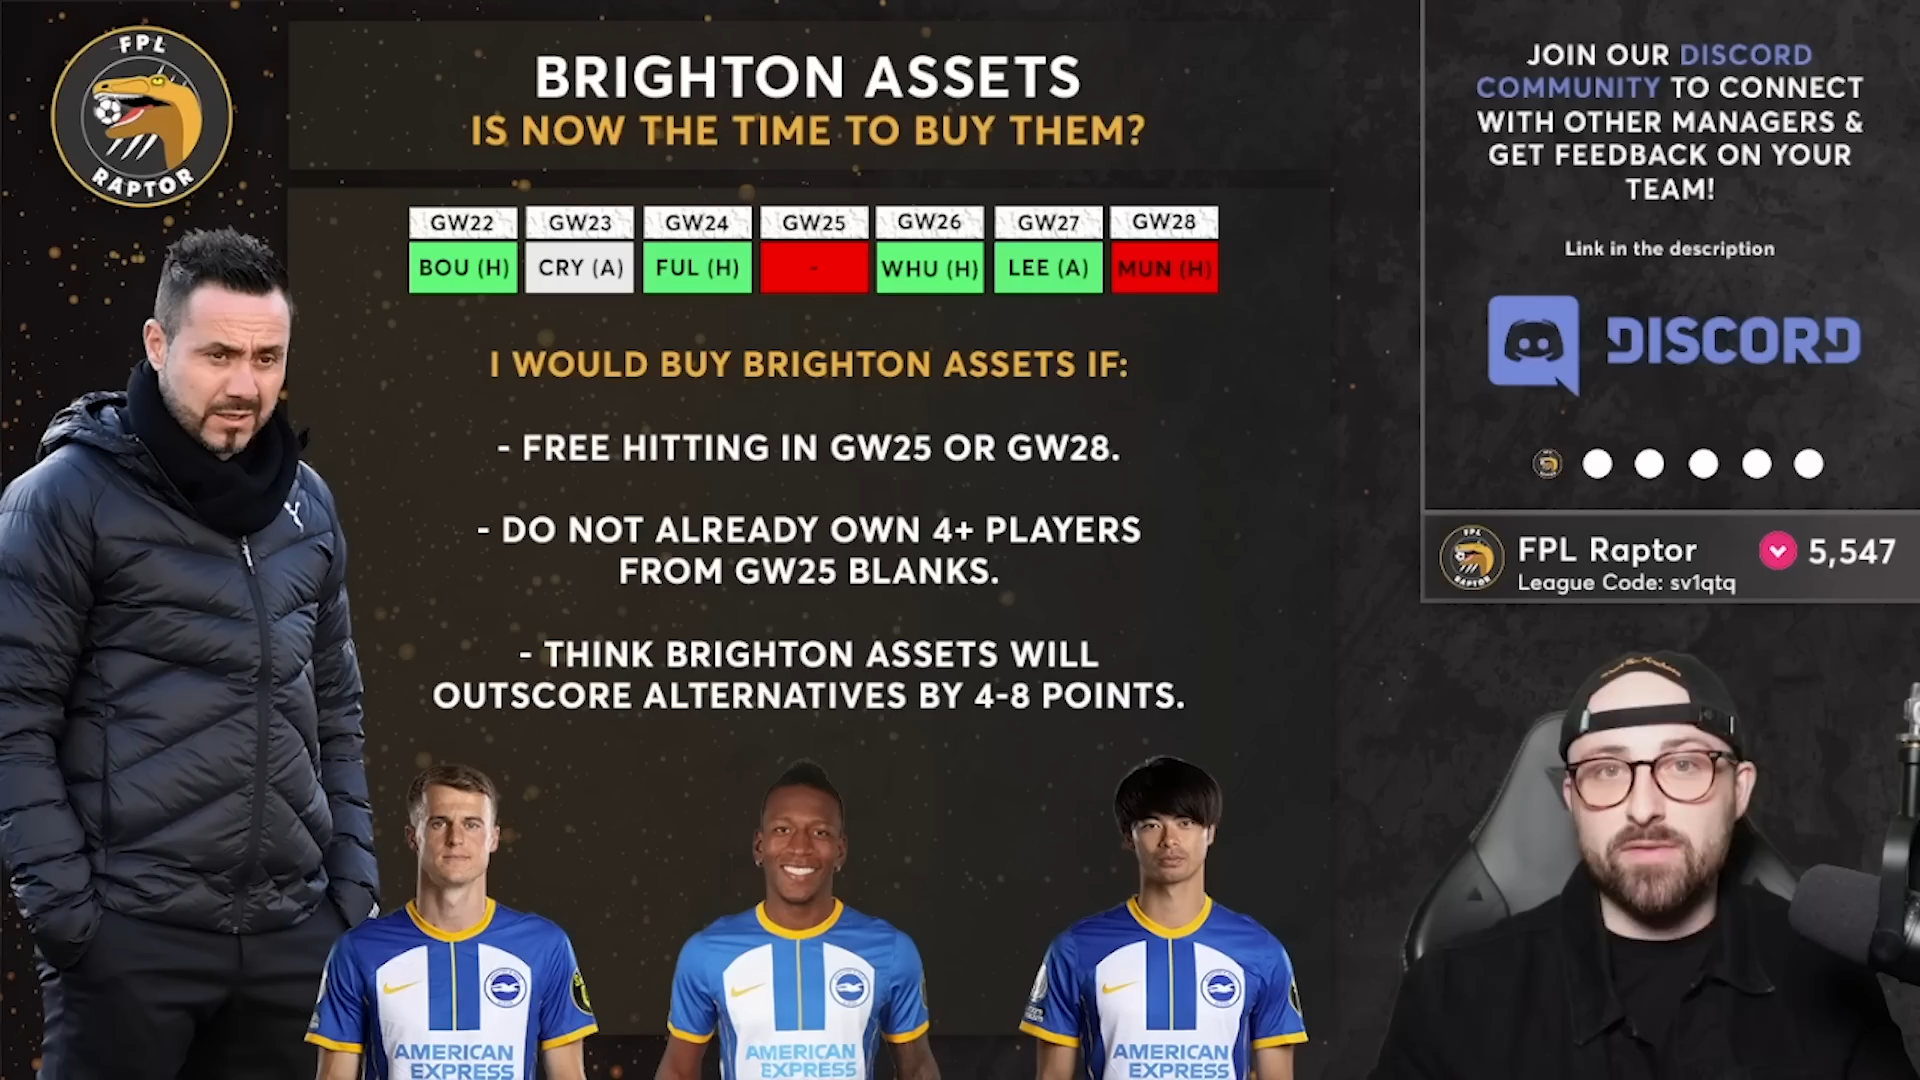 FPL
RAPTOR
BRIGHTON ASSETS
IS NOW THE TIME TO BUY THEM?
GW22 GW23 GW24 GW25 GW26 GW27 GW28
BOU (H) CRY (A) FUL (H) - WHU (H) LEE (A) MUN (H)
I WOULD BUY BRIGHTON ASSETS IF:
- FREE HITTING IN GW25 OR GW28.
- DO NOT ALREADY OWN 4+ PLAYERS
FROM GW25 BLANKS.
- THINK BRIGHTON ASSETS WILL
OUTSCORE ALTERNATIVES BY 4-8 POINTS.
AMERICAN
EXPRESS
AMERICAN
EXPRESS
AMERICAN
EXPRESS
JOIN OUR DISCORD
COMMUNITY TO CONNECT
WITH OTHER MANAGERS &
GET FEEDBACK ON YOUR
TEAM!
Link in the description
DISCORD
FPL
RAPTOR
FPL Raptor 5,547
League Code: sv1qtq